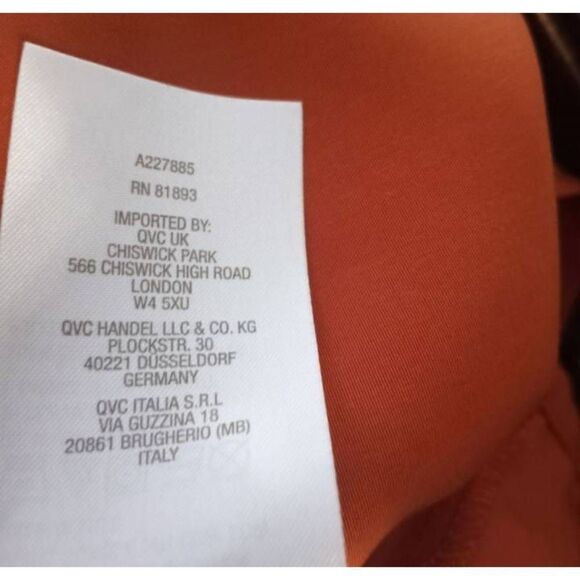 A227885
RN 81893
IMPORTED BY:
QVC UK
CHISWICK PARK
566 CHISWICK HIGH ROAD
LONDON
W4 5XU
QVC HANDEL LLC & CO. KG
PLOCKSTR. 30
40221 DÜSSELDORF
GERMANY
QVC ITALIA S.R.L
VIA GUZZINA 18
20861 BRUGHERIO (MB)
ITALY